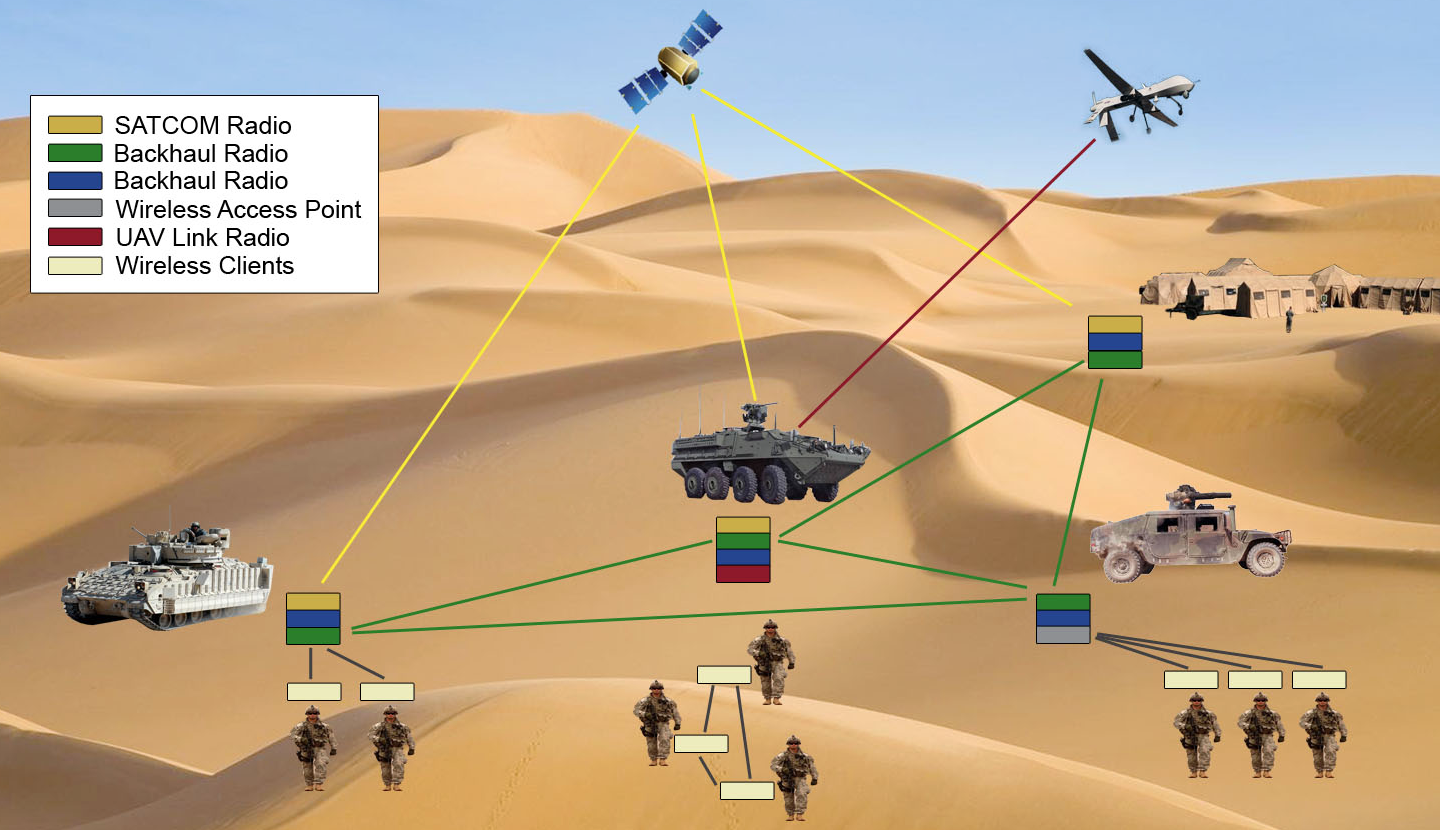 SATCOM Radio
Backhaul Radio
Backhaul Radio
Wireless Access Point
UAV Link Radio
Wireless Clients